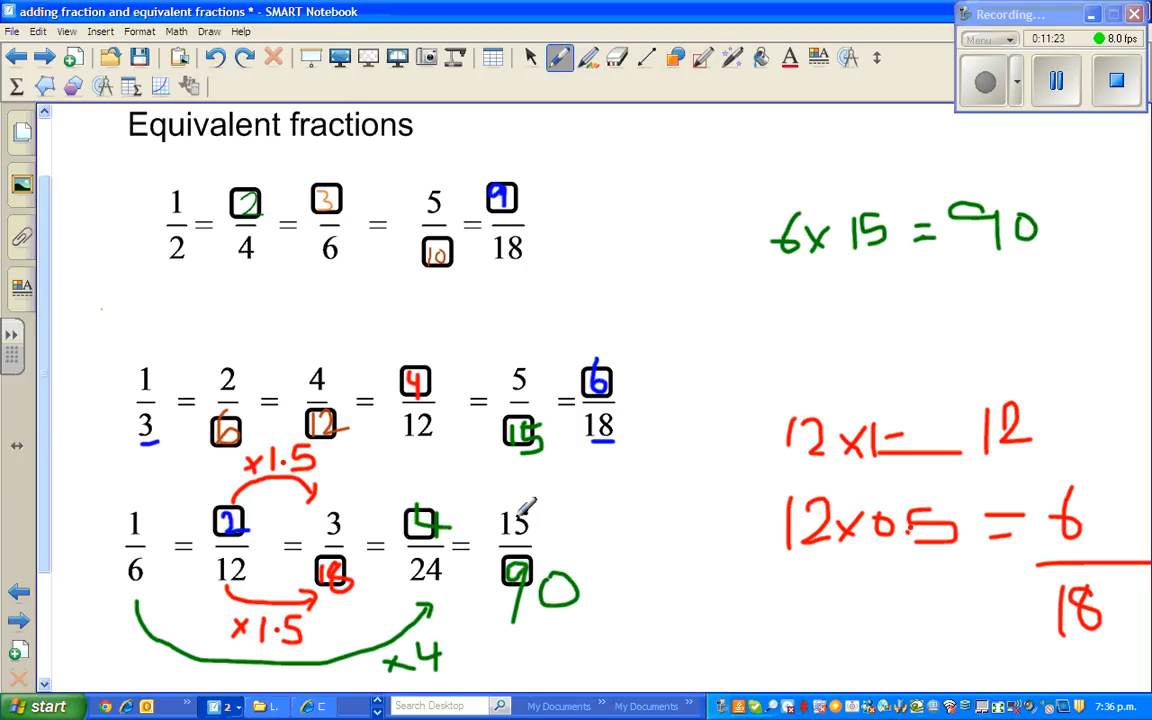 adding fraction and equivalent fractions * - SMART Notebook
Recording...
File Edit View Insert Format Math Draw Help
Menu 0:11:23 8.0 fps
Equivalent fractions
1/2 = 2/4 = 3/6 = 5/10 = 9/18
6x 15 = 90
1/3 = 2/6 = 4/12 = 4/12 = 5/15 = 6/18
12 x1= 12
x1.5
12x0.5 = 6
1/6 = 2/12 = 3/18 = 4/24 = 15/90
18
x1.5
x4
start 2 L. C Search Desktop My Documents My Documents 7:36 p.m.